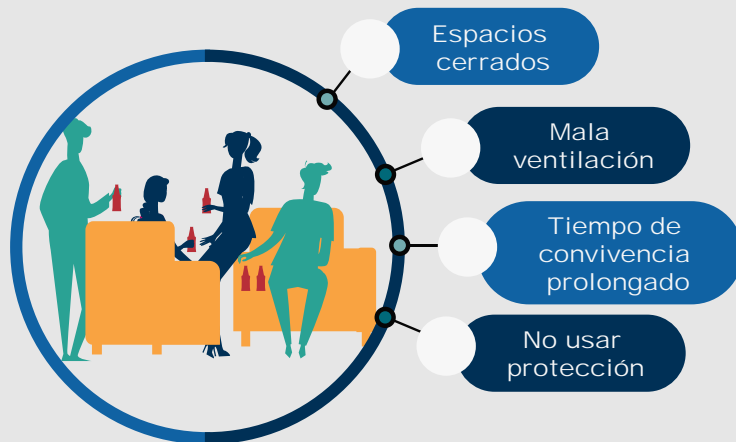 Espacios
cerrados
Mala
ventilación
Tiempo de
convivencia
prolongado
No usar
protección